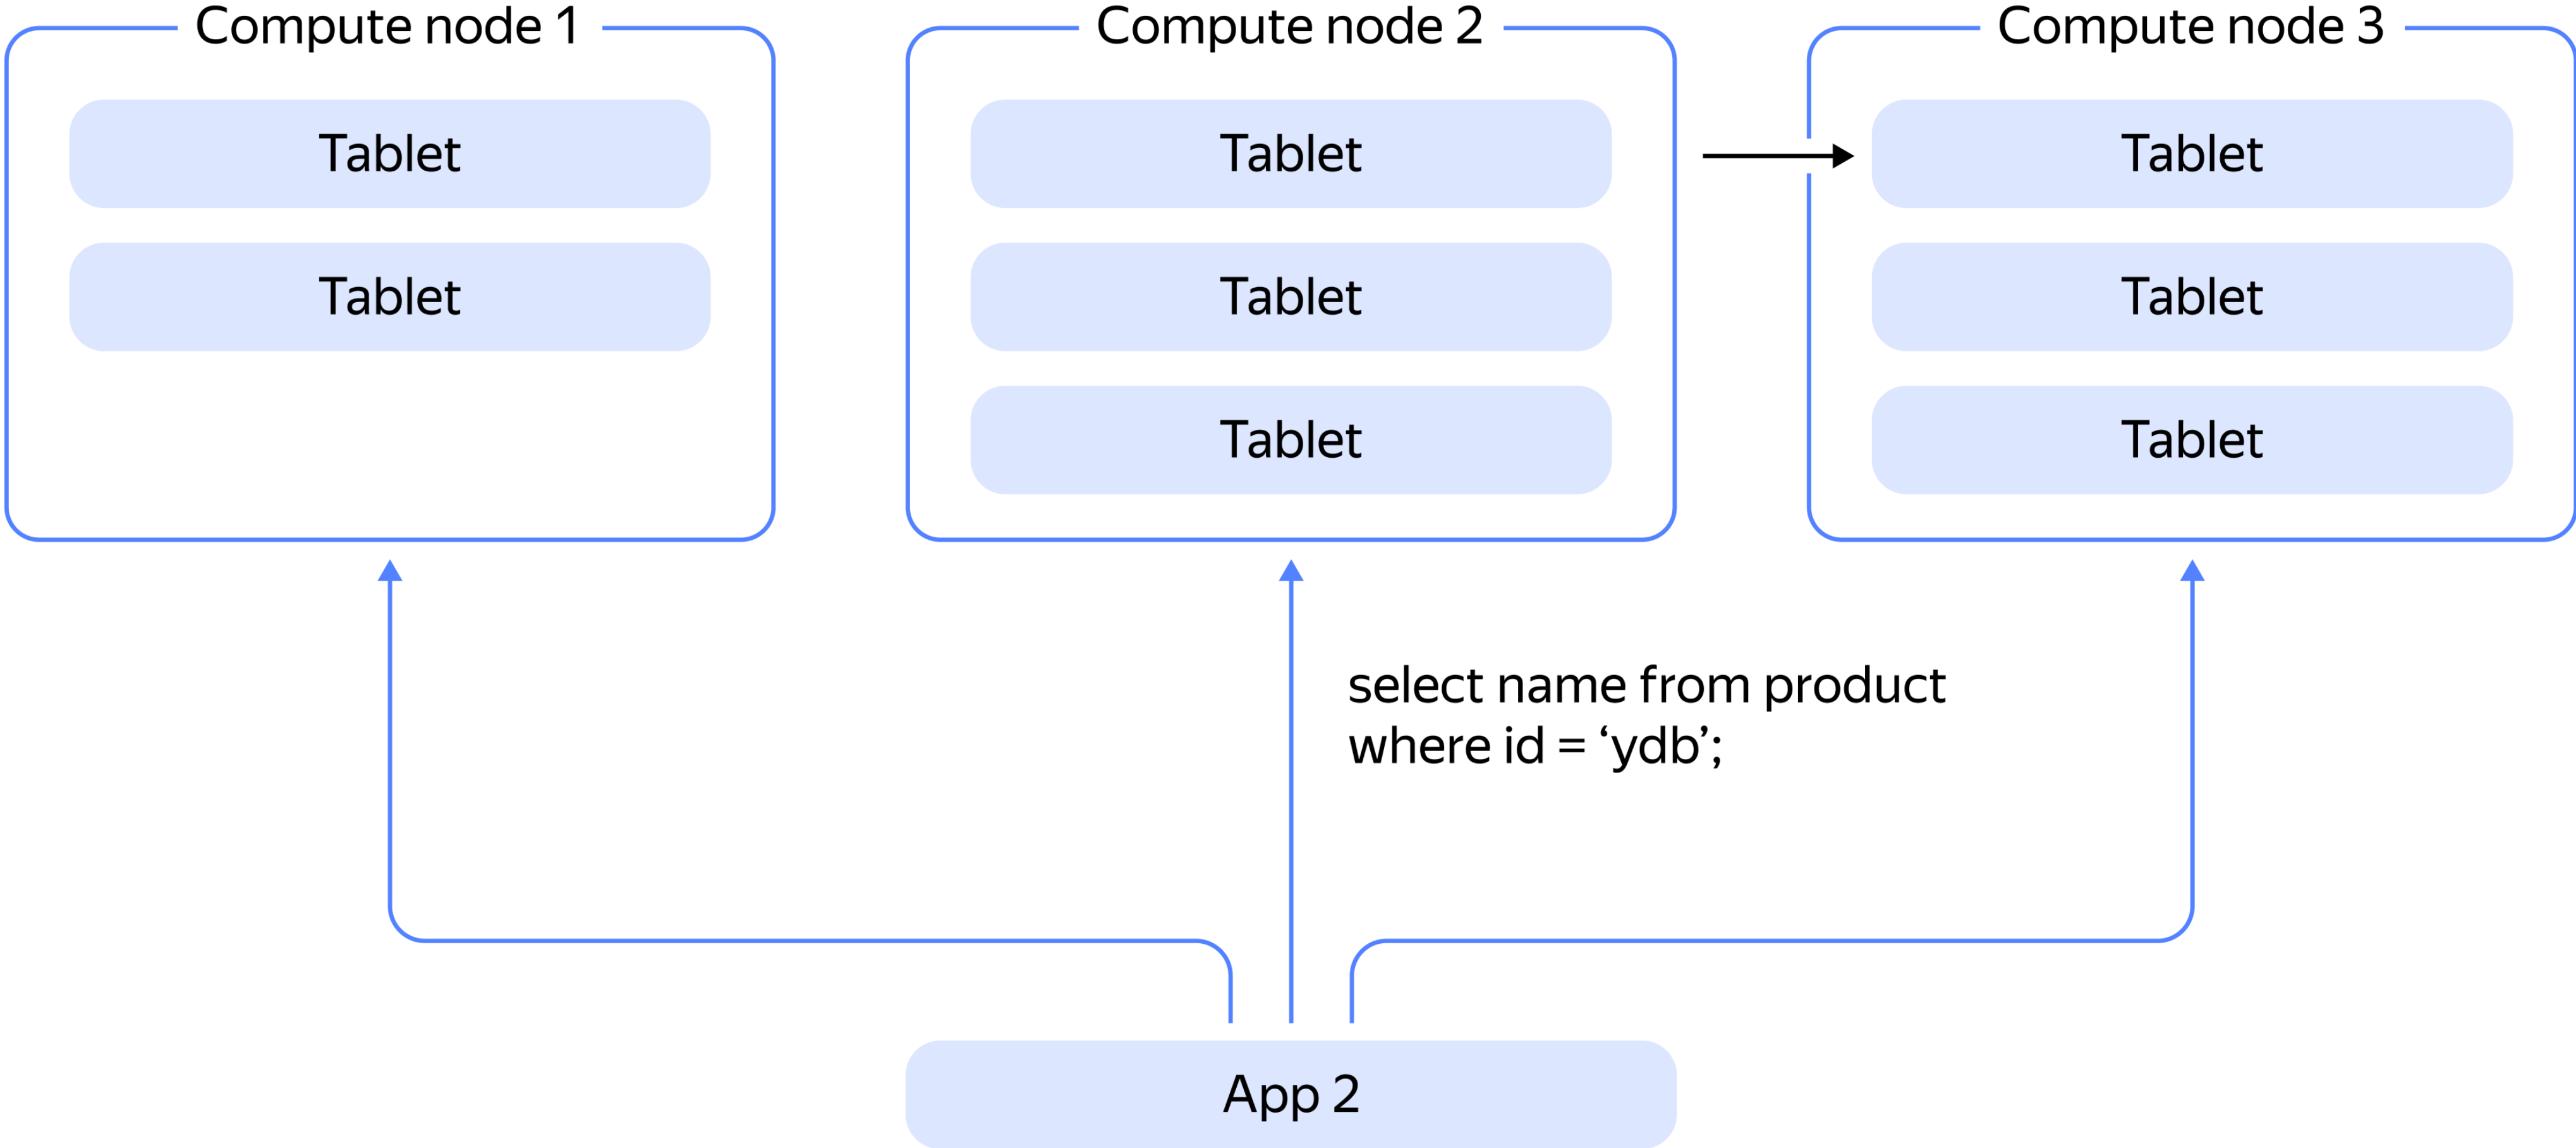 Compute node 1
Tablet
Tablet
Compute node 2
Tablet
Tablet
Tablet
Compute node 3
Tablet
Tablet
Tablet
select name from product
where id = ‘ydb’;
App 2